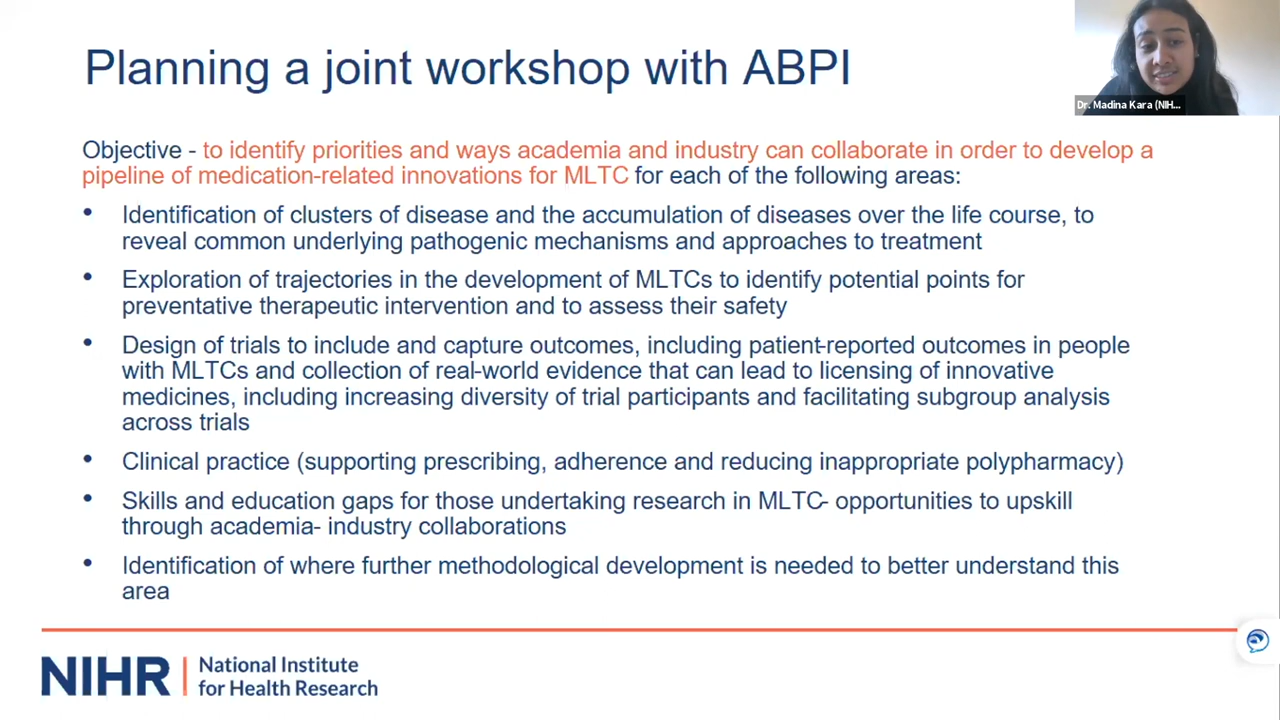 Planning a joint workshop with ABPI
Dr. Madina Kara (NIH...
Objective - to identify priorities and ways academia and industry can collaborate in order to develop a
pipeline of medication-related innovations for MLTC for each of the following areas:
• Identification of clusters of disease and the accumulation of diseases over the life course, to
reveal common underlying pathogenic mechanisms and approaches to treatment
• Exploration of trajectories in the development of MLTCs to identify potential points for
preventative therapeutic intervention and to assess their safety
• Design of trials to include and capture outcomes, including patient-reported outcomes in people
with MLTCs and collection of real-world evidence that can lead to licensing of innovative
medicines, including increasing diversity of trial participants and facilitating subgroup analysis
across trials
• Clinical practice (supporting prescribing, adherence and reducing inappropriate polypharmacy)
• Skills and education gaps for those undertaking research in MLTC- opportunities to upskill
through academia- industry collaborations
• Identification of where further methodological development is needed to better understand this
area
NIHR | National Institute
for Health Research